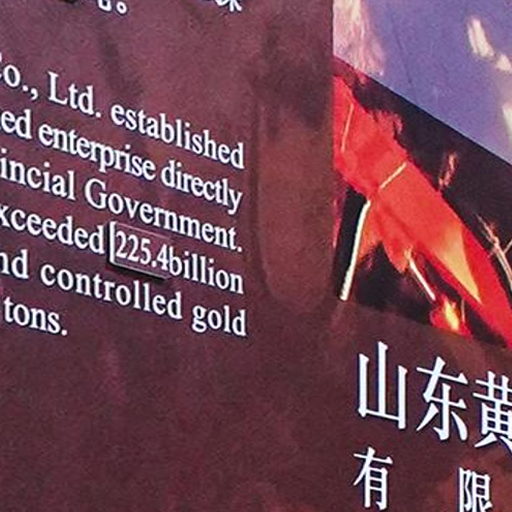 Co., Ltd. established
ed enterprise directly
incial Government.
xceeded 225.4billion
nd controlled gold
tons.
山东黄
有限